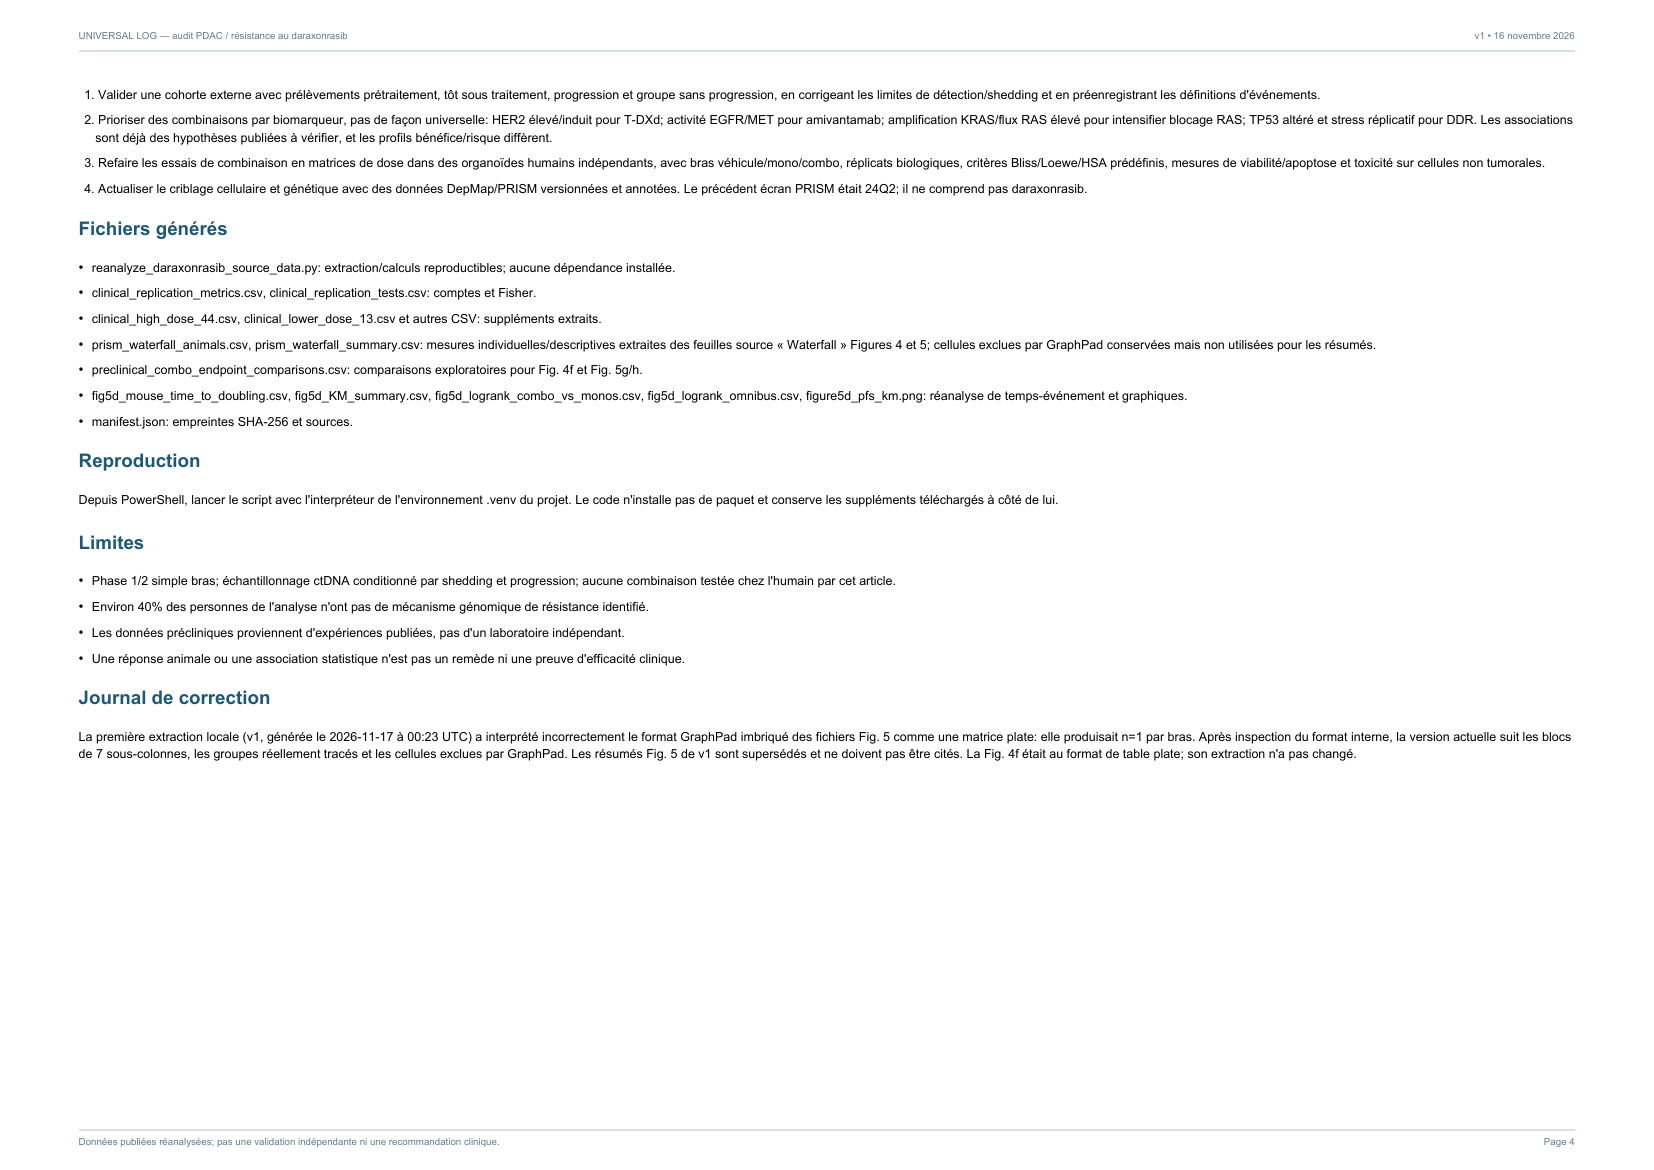 UNIVERSAL LOG — audit PDAC / résistance au daraxonrasib
v1 • 16 novembre 2026
1. Valider une cohorte externe avec prélèvements prétraitement, tôt sous traitement, progression et groupe sans progression, en corrigeant les limites de détection/shedding et en préenregistrant les définitions d'événements.
2. Prioriser des combinaisons par biomarqueur, pas de façon universelle: HER2 élevé/induit pour T-DXd; activité EGFR/MET pour amivantamab; amplification KRAS/flux RAS élevé pour intensifier blocage RAS; TP53 altéré et stress réplicatif pour DDR. Les associations
sont déjà des hypothèses publiées à vérifier, et les profils bénéfice/risque diffèrent.
3. Refaire les essais de combinaison en matrices de dose dans des organoïdes humains indépendants, avec bras véhicule/mono/combo, réplicats biologiques, critères Bliss/Loewe/HSA prédéfinis, mesures de viabilité/apoptose et toxicité sur cellules non tumorales.
4. Actualiser le criblage cellulaire et génétique avec des données DepMap/PRISM versionnées et annotées. Le précédent écran PRISM était 24Q2; il ne comprend pas daraxonrasib.
Fichiers générés
• reanalyze_daraxonrasib_source_data.py: extraction/calculs reproductibles; aucune dépendance installée.
• clinical_replication_metrics.csv, clinical_replication_tests.csv: comptes et Fisher.
• clinical_high_dose_44.csv, clinical_lower_dose_13.csv et autres CSV: suppléments extraits.
• prism_waterfall_animals.csv, prism_waterfall_summary.csv: mesures individuelles/descriptives extraites des feuilles source « Waterfall » Figures 4 et 5; cellules exclues par GraphPad conservées mais non utilisées pour les résumés.
• preclinical_combo_endpoint_comparisons.csv: comparaisons exploratoires pour Fig. 4f et Fig. 5g/h.
• fig5d_mouse_time_to_doubling.csv, fig5d_KM_summary.csv, fig5d_logrank_combo_vs_monos.csv, fig5d_logrank_omnibus.csv, figure5d_pfs_km.png: réanalyse de temps-événement et graphiques.
• manifest.json: empreintes SHA-256 et sources.
Reproduction
Depuis PowerShell, lancer le script avec l'interpréteur de l'environnement .venv du projet. Le code n'installe pas de paquet et conserve les suppléments téléchargés à côté de lui.
Limites
• Phase 1/2 simple bras; échantillonnage ctDNA conditionné par shedding et progression; aucune combinaison testée chez l'humain par cet article.
• Environ 40% des personnes de l'analyse n'ont pas de mécanisme génomique de résistance identifié.
• Les données précliniques proviennent d'expériences publiées, pas d'un laboratoire indépendant.
• Une réponse animale ou une association statistique n'est pas un remède ni une preuve d'efficacité clinique.
Journal de correction
La première extraction locale (v1, générée le 2026-11-17 à 00:23 UTC) a interprété incorrectement le format GraphPad imbriqué des fichiers Fig. 5 comme une matrice plate: elle produisait n=1 par bras. Après inspection du format interne, la version actuelle suit les blocs
de 7 sous-colonnes, les groupes réellement tracés et les cellules exclues par GraphPad. Les résumés Fig. 5 de v1 sont supersédés et ne doivent pas être cités. La Fig. 4f était au format de table plate; son extraction n'a pas changé.
Données publiées réanalysées; pas une validation indépendante ni une recommandation clinique.
Page 4